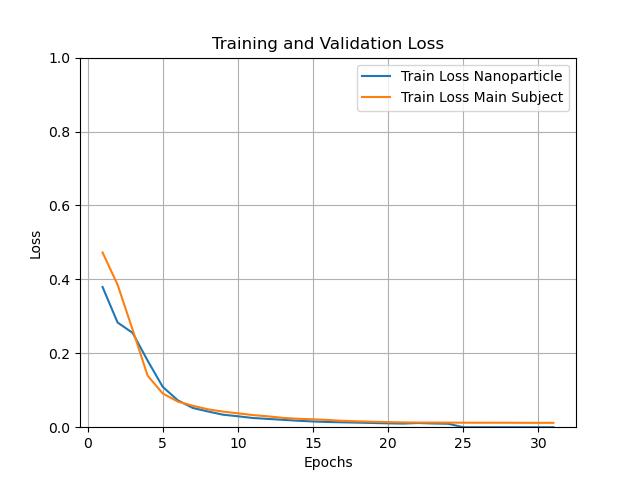 Training and Validation Loss
1.0
0.8
0.6
0.4
0.2
0.0
Loss
Train Loss Nanoparticle
Train Loss Main Subject
0 5 10 15 20 25 30
Epochs